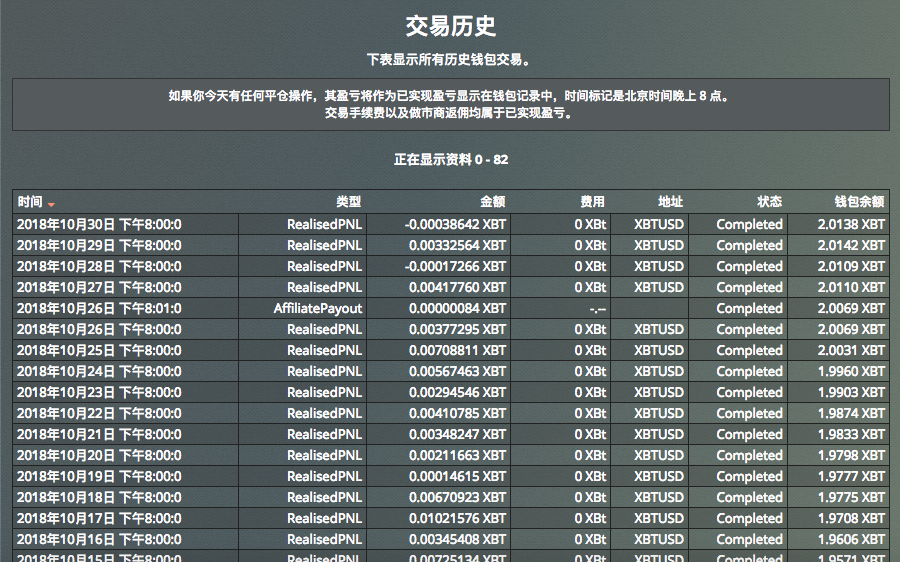 交易历史
下表显示所有历史钱包交易。
如果你今天有任何平仓操作，其盈亏将作为已实现盈亏显示在钱包记录中，时间标记是北京时间晚上 8 点。
交易手续费以及做市商返佣均属于已实现盈亏。
正在显示资料 0 - 82
时间 类型 金额 费用 地址 状态 钱包余额
2018年10月30日 下午8:00:0 RealisedPNL -0.00038642 XBT 0 XBt XBTUSD Completed 2.0138 XBT
2018年10月29日 下午8:00:0 RealisedPNL 0.00332564 XBT 0 XBt XBTUSD Completed 2.0142 XBT
2018年10月28日 下午8:00:0 RealisedPNL -0.00017266 XBT 0 XBt XBTUSD Completed 2.0109 XBT
2018年10月27日 下午8:00:0 RealisedPNL 0.00417760 XBT 0 XBt XBTUSD Completed 2.0110 XBT
2018年10月26日 下午8:01:0 AffiliatePayout 0.00000084 XBT -.-- Completed 2.0069 XBT
2018年10月26日 下午8:00:0 RealisedPNL 0.00377295 XBT 0 XBt XBTUSD Completed 2.0069 XBT
2018年10月25日 下午8:00:0 RealisedPNL 0.00708811 XBT 0 XBt XBTUSD Completed 2.0031 XBT
2018年10月24日 下午8:00:0 RealisedPNL 0.00567463 XBT 0 XBt XBTUSD Completed 1.9960 XBT
2018年10月23日 下午8:00:0 RealisedPNL 0.00294546 XBT 0 XBt XBTUSD Completed 1.9903 XBT
2018年10月22日 下午8:00:0 RealisedPNL 0.00410785 XBT 0 XBt XBTUSD Completed 1.9874 XBT
2018年10月21日 下午8:00:0 RealisedPNL 0.00348247 XBT 0 XBt XBTUSD Completed 1.9833 XBT
2018年10月20日 下午8:00:0 RealisedPNL 0.00211663 XBT 0 XBt XBTUSD Completed 1.9798 XBT
2018年10月19日 下午8:00:0 RealisedPNL 0.00014615 XBT 0 XBt XBTUSD Completed 1.9777 XBT
2018年10月18日 下午8:00:0 RealisedPNL 0.00670923 XBT 0 XBt XBTUSD Completed 1.9775 XBT
2018年10月17日 下午8:00:0 RealisedPNL 0.01021576 XBT 0 XBt XBTUSD Completed 1.9708 XBT
2018年10月16日 下午8:00:0 RealisedPNL 0.00345408 XBT 0 XBt XBTUSD Completed 1.9606 XBT
2018年10月15日 下午8:00:0 RealisedPNL 0.00725134 XBT 0 XBt XBTUSD Completed 1.9571 XBT